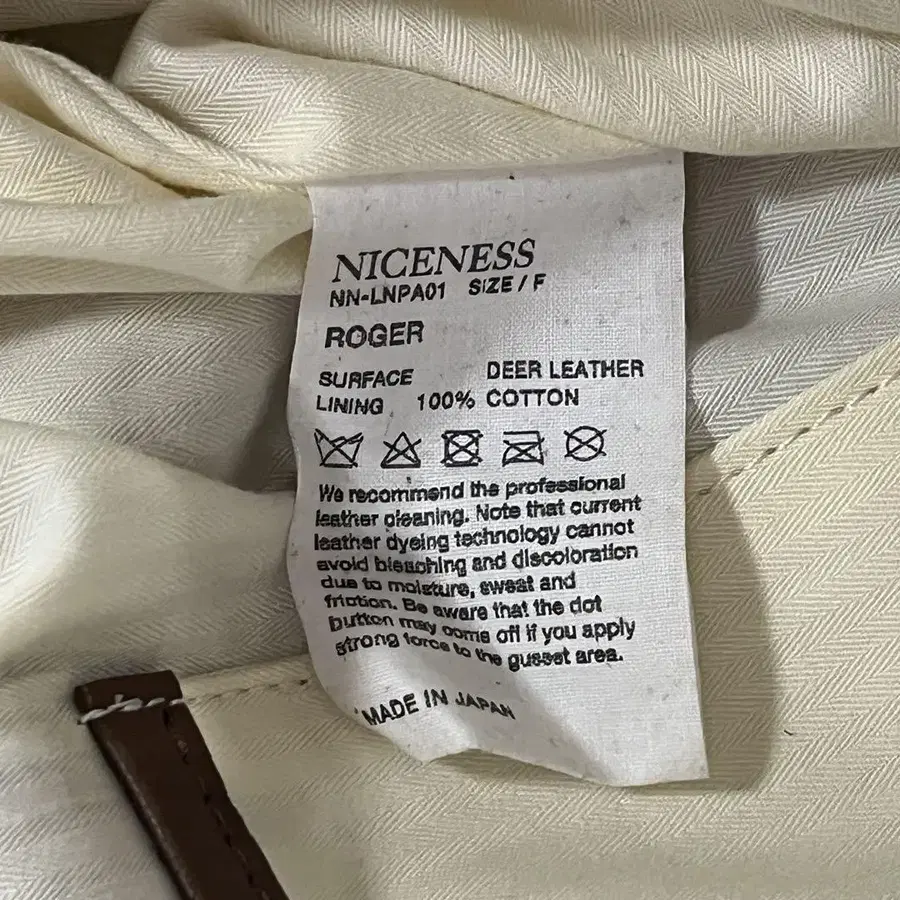 NICENESS
NN-LNPA01 SIZE / F
ROGER
SURFACE DEER LEATHER
LINING 100% COTTON
We recommend the professional
leather cleaning. Note that current
leather dyeing technology cannot
avoid bleaching and discoloration
due to moisture, sweat and
friction. Be aware that the dot
button may come off if you apply
strong force to the gusset area.
MADE IN JAPAN